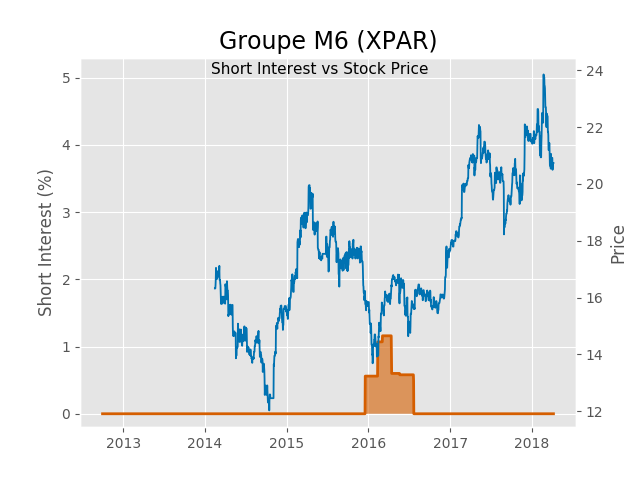 Groupe M6 (XPAR)
Short Interest vs Stock Price
Short Interest (%)
5
4
3
2
1
0
24
22
20
18
16
14
12
Price
2013 2014 2015 2016 2017 2018